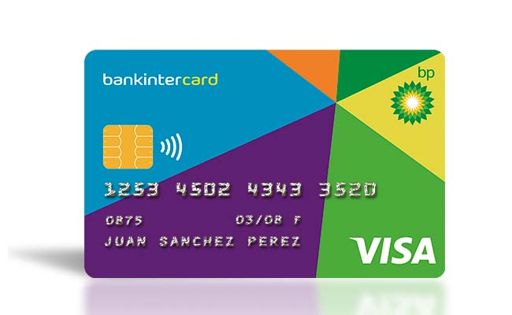 bankintercard
bp
1253 4502 4343 3520
0875 03/08 F
JUAN SANCHEZ PEREZ
VISA